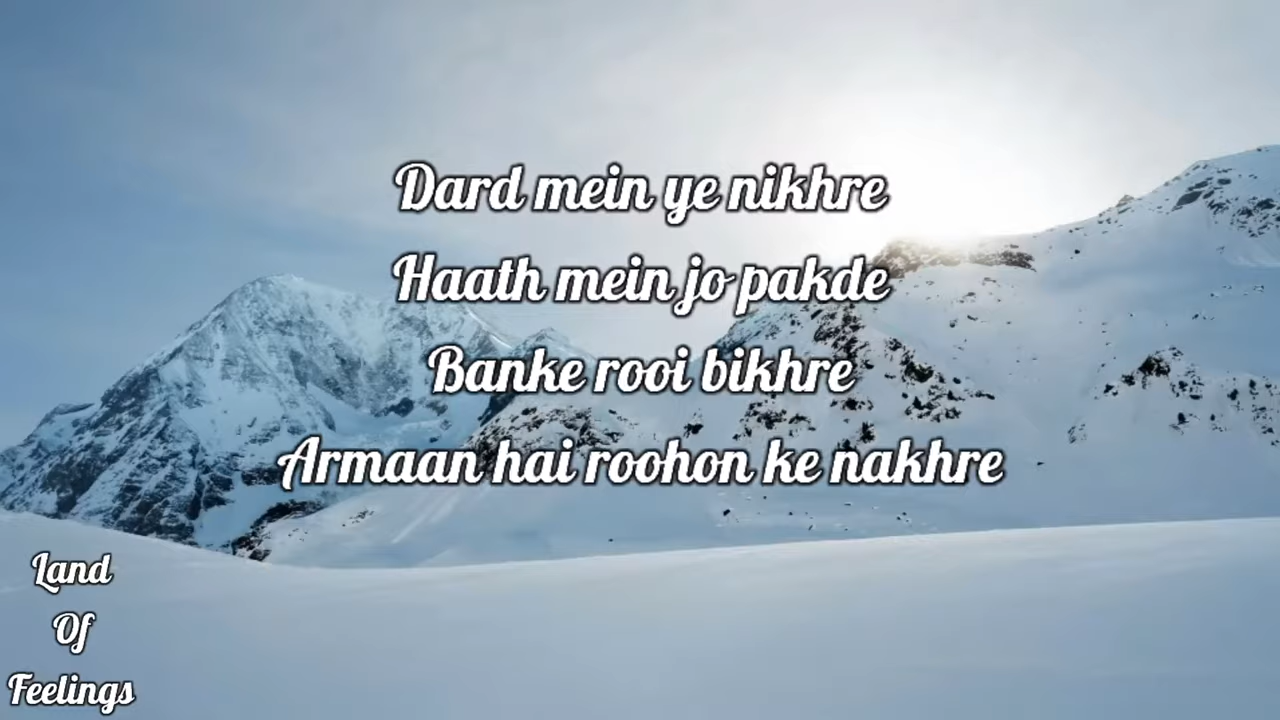 Dard mein ye nikhre
Haath mein jo pakde
Banke rooi bikhre
Armaan hai roohon ke nakhre
Land
Of
Feelings